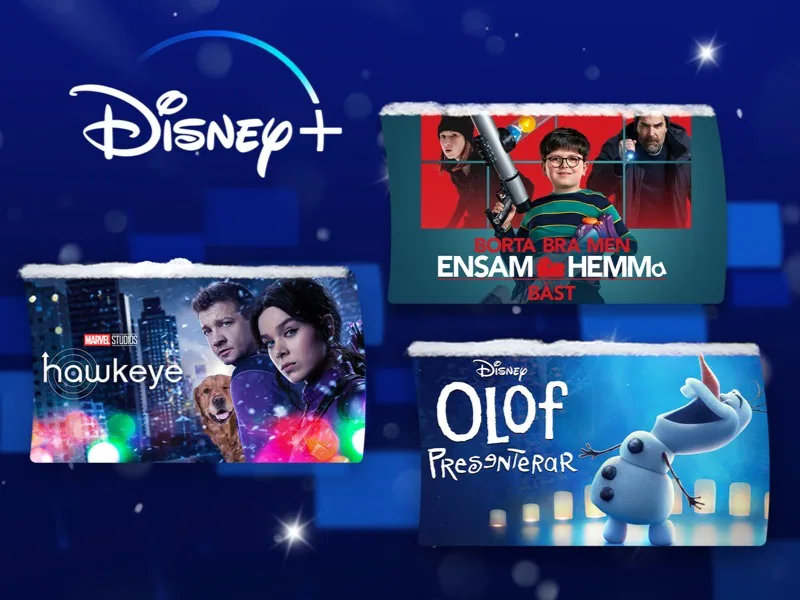 Disney+
BORTA BRA MEN
ENSAM HEMMA
BÄST
MARVEL STUDIOS
hawkeye
Disney
OLOF
PRESENTERAR